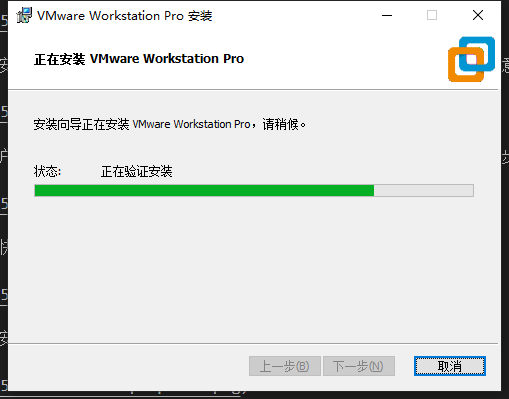 VMware Workstation Pro 安装
正在安装 VMware Workstation Pro
安装向导正在安装 VMware Workstation Pro，请稍候。
状态: 正在验证安装
上一步(B) 下一步(N) 取消